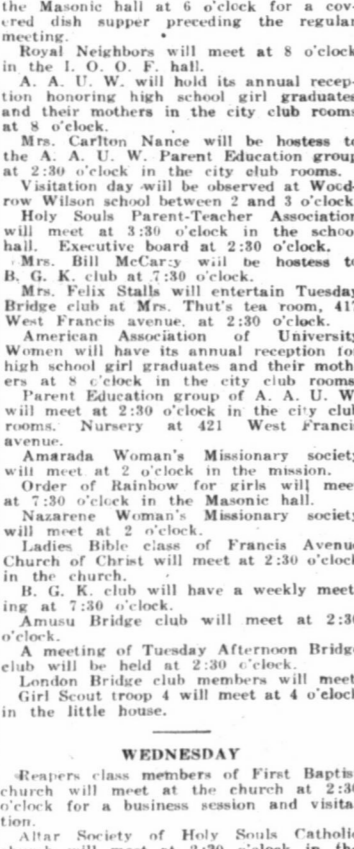 the Masonic hall at 6 o'clock for a cov-
ered dish supper preceding the regular
meeting.
Royal Neighbors will meet at 8 o'clock
in the I. O. O. F. hall.
A. A. U. W. will hold its annual recep-
tion honoring high school girl graduates
and their mothers in the city club rooms
at 8 o'clock.
Mrs. Carlton Nance will be hostess to
the A. A. U. W. Parent Education group
at 2:30 o'clock in the city club rooms.
Visitation day will be observed at Wood-
row Wilson school between 2 and 3 o'clock
Holy Souls Parent-Teacher Association
will meet at 3:30 o'clock in the school
hall. Executive board at 2:30 o'clock.
Mrs. Bill McCarty will be hostess to
B. G. K. club at 7:30 o'clock.
Mrs. Felix Stalls will entertain Tuesday
Bridge club at Mrs. Thut's tea room, 417
West Francis avenue, at 2:30 o'clock.
American Association of University
Women will have its annual reception for
high school girl graduates and their moth-
ers at 8 o'clock in the city club rooms
Parent Education group of A. A. U. W.
will meet at 2:30 o'clock in the city club
rooms. Nursery at 421 West Francis
avenue.
Amarada Woman's Missionary society
will meet at 2 o'clock in the mission.
Order of Rainbow for girls will meet
at 7:30 o'clock in the Masonic hall.
Nazarene Woman's Missionary society
will meet at 2 o'clock.
Ladies Bible class of Francis Avenue
Church of Christ will meet at 2:30 o'clock
in the church.
B. G. K. club will have a weekly meet-
ing at 7:30 o'clock.
Amusu Bridge club will meet at 2:30
o'clock.
A meeting of Tuesday Afternoon Bridge
club will be held at 2:30 o'clock.
London Bridge club members will meet
Girl Scout troop 4 will meet at 4 o'clock
in the little house.
WEDNESDAY
Reapers class members of First Baptist
church will meet at the church at 2:30
o'clock for a business session and visita-
tion.
Altar Society of Holy Souls Catholic
church will meet at 2:30 o'clock in the